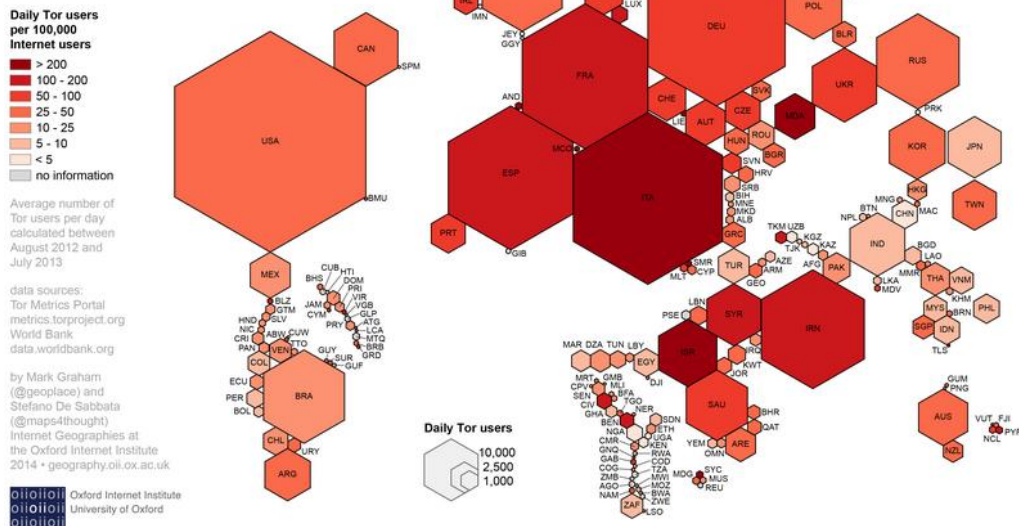 Daily Tor users
per 100,000
Internet users
> 200
100 - 200
50 - 100
25 - 50
10 - 25
5 - 10
< 5
no information
Average number of
Tor users per day
calculated between
August 2012 and
July 2013
data sources:
Tor Metrics Portal
metrics.torproject.org
World Bank
data.worldbank.org
by Mark Graham
(@geoplace) and
Stefano De Sabbata
(@maps4thought)
Internet Geographies at
the Oxford Internet Institute
2014 • geography.oii.ox.ac.uk
oiioiioii
oiioiioii
oiioiioii
Oxford Internet Institute
University of Oxford
CAN
SPM
USA
BMU
MEX
BLZ
GTM
SLV
HND
NIC
CRI
PAN
ABW
CUW
TTO
VEN
COL
GUY
SUR
GUF
ECU
PER
BOL
BRA
CHL
URY
ARG
CUB
BHS
HTI
DOM
JAM
CYM
PRI
VIR
VGB
GLP
PRY
ATG
LCA
MTQ
BRB
GRD
IRL
IMN
JEY
GGY
LUX
FRA
DEU
POL
BLR
RUS
UKR
PRK
AND
CHE
LIE
AUT
CZE
SVK
MDA
HUN
ROU
BGR
MCO
ESP
ITA
SVN
HRV
SRB
BIH
MNE
MKD
ALB
GRC
PRT
GIB
SMR
MLT
CYP
TUR
AZE
ARM
GEO
KOR
JPN
HKG
MNG
MAC
CHN
TWN
BTN
NPL
IND
TKM
UZB
TJK
KGZ
KAZ
AFG
PAK
BGD
LAO
MMR
THA
VNM
LKA
MDV
KHM
MYS
BRN
PHL
SGP
IDN
TLS
LBN
PSE
SYR
IRN
ISR
IRQ
KWT
JOR
MAR
DZA
TUN
LBY
EGY
DJI
SAU
BHR
QAT
YEM
OMN
ARE
MRT
GMB
CPV
MLI
SEN
BFA
CIV
TGO
GHA
NER
BEN
SDN
NGA
ETH
CMR
UGA
GNQ
KEN
GAB
RWA
COG
COD
ZMB
TZA
AGO
MWI
NAM
MOZ
BWA
ZWE
ZAF
LSO
MDG
SYC
MUS
REU
GUM
PNG
AUS
NZL
VUT
FJI
NCL
PYF
Daily Tor users
10,000
2,500
1,000